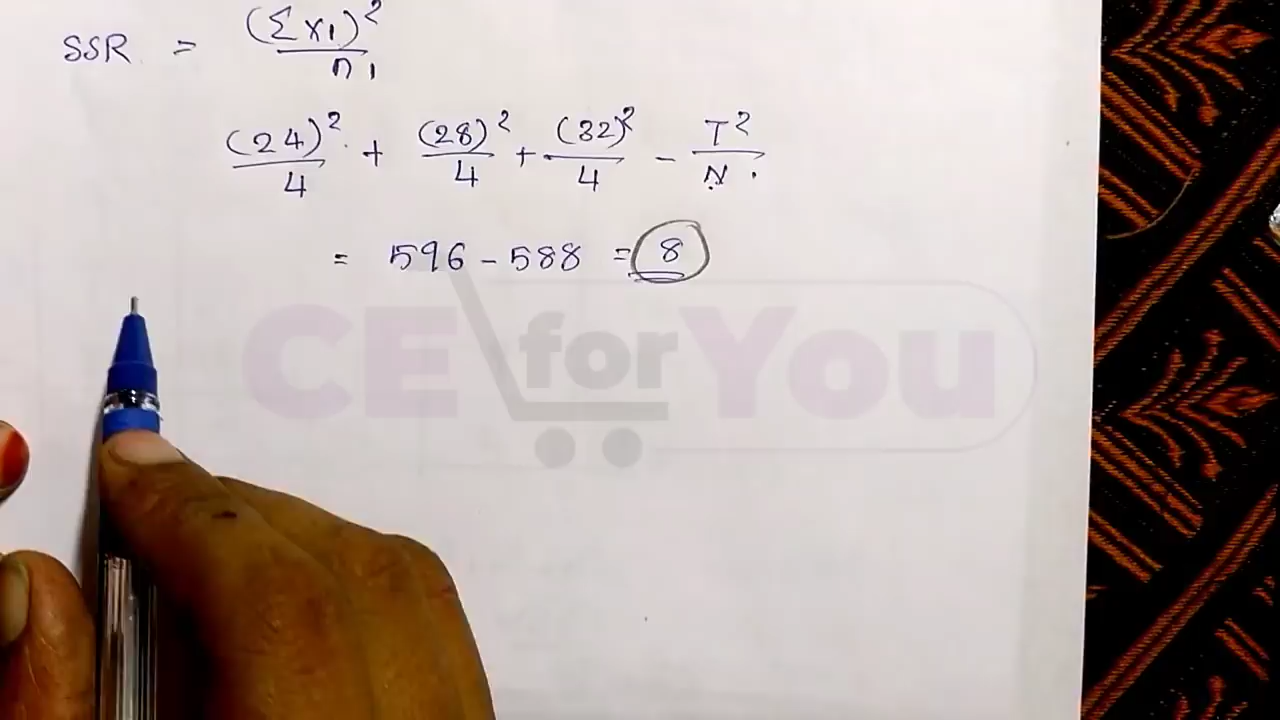 SSR = (Σx₁)² / n₁
(24)²/4 + (28)²/4 + (32)²/4 - T²/N.
= 596 - 588 = 8
CE for You